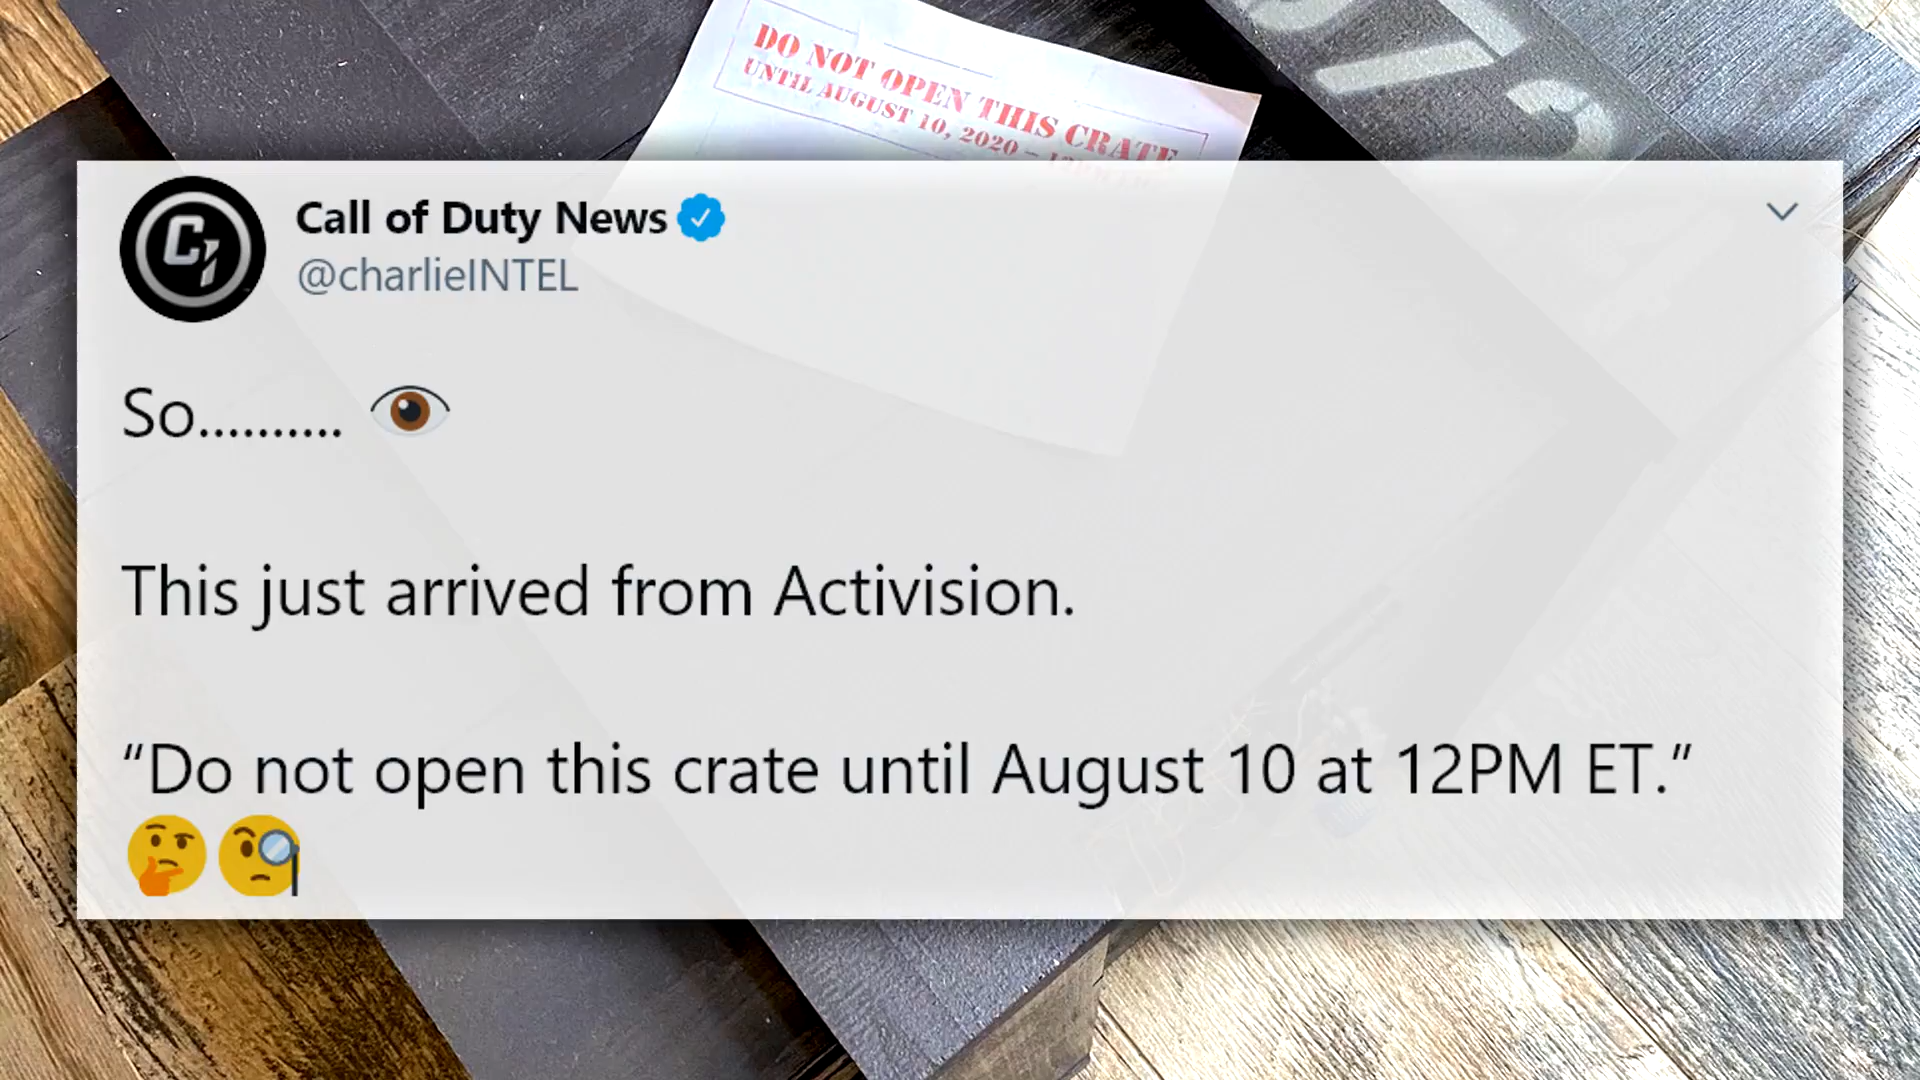 DO NOT OPEN THIS CRATE
UNTIL AUGUST 10, 2020 –
Call of Duty News
@charlieINTEL
So..........
This just arrived from Activision.
“Do not open this crate until August 10 at 12PM ET.”